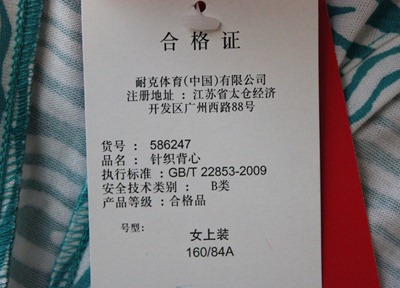 合格证
耐克体育(中国)有限公司
注册地址：江苏省太仓经济
开发区广州西路88号
货号： 586247
品名： 针织背心
执行标准：GB/T 22853-2009
安全技术类别： B类
产品等级：合格品
号型： 女上装
160/84A